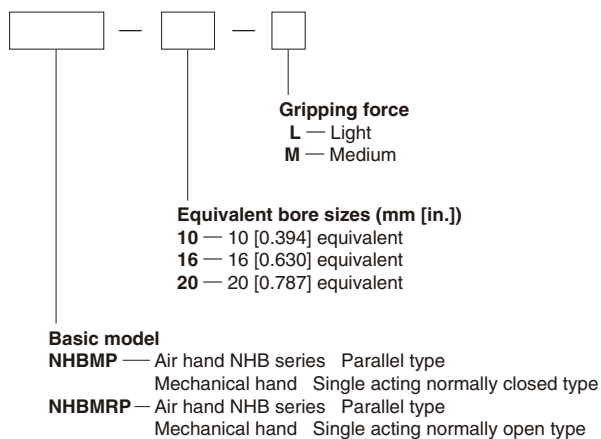 — —
Gripping force
L — Light
M — Medium
Equivalent bore sizes (mm [in.])
10 — 10 [0.394] equivalent
16 — 16 [0.630] equivalent
20 — 20 [0.787] equivalent
Basic model
NHBMP — Air hand NHB series Parallel type
Mechanical hand Single acting normally closed type
NHBMRP — Air hand NHB series Parallel type
Mechanical hand Single acting normally open type